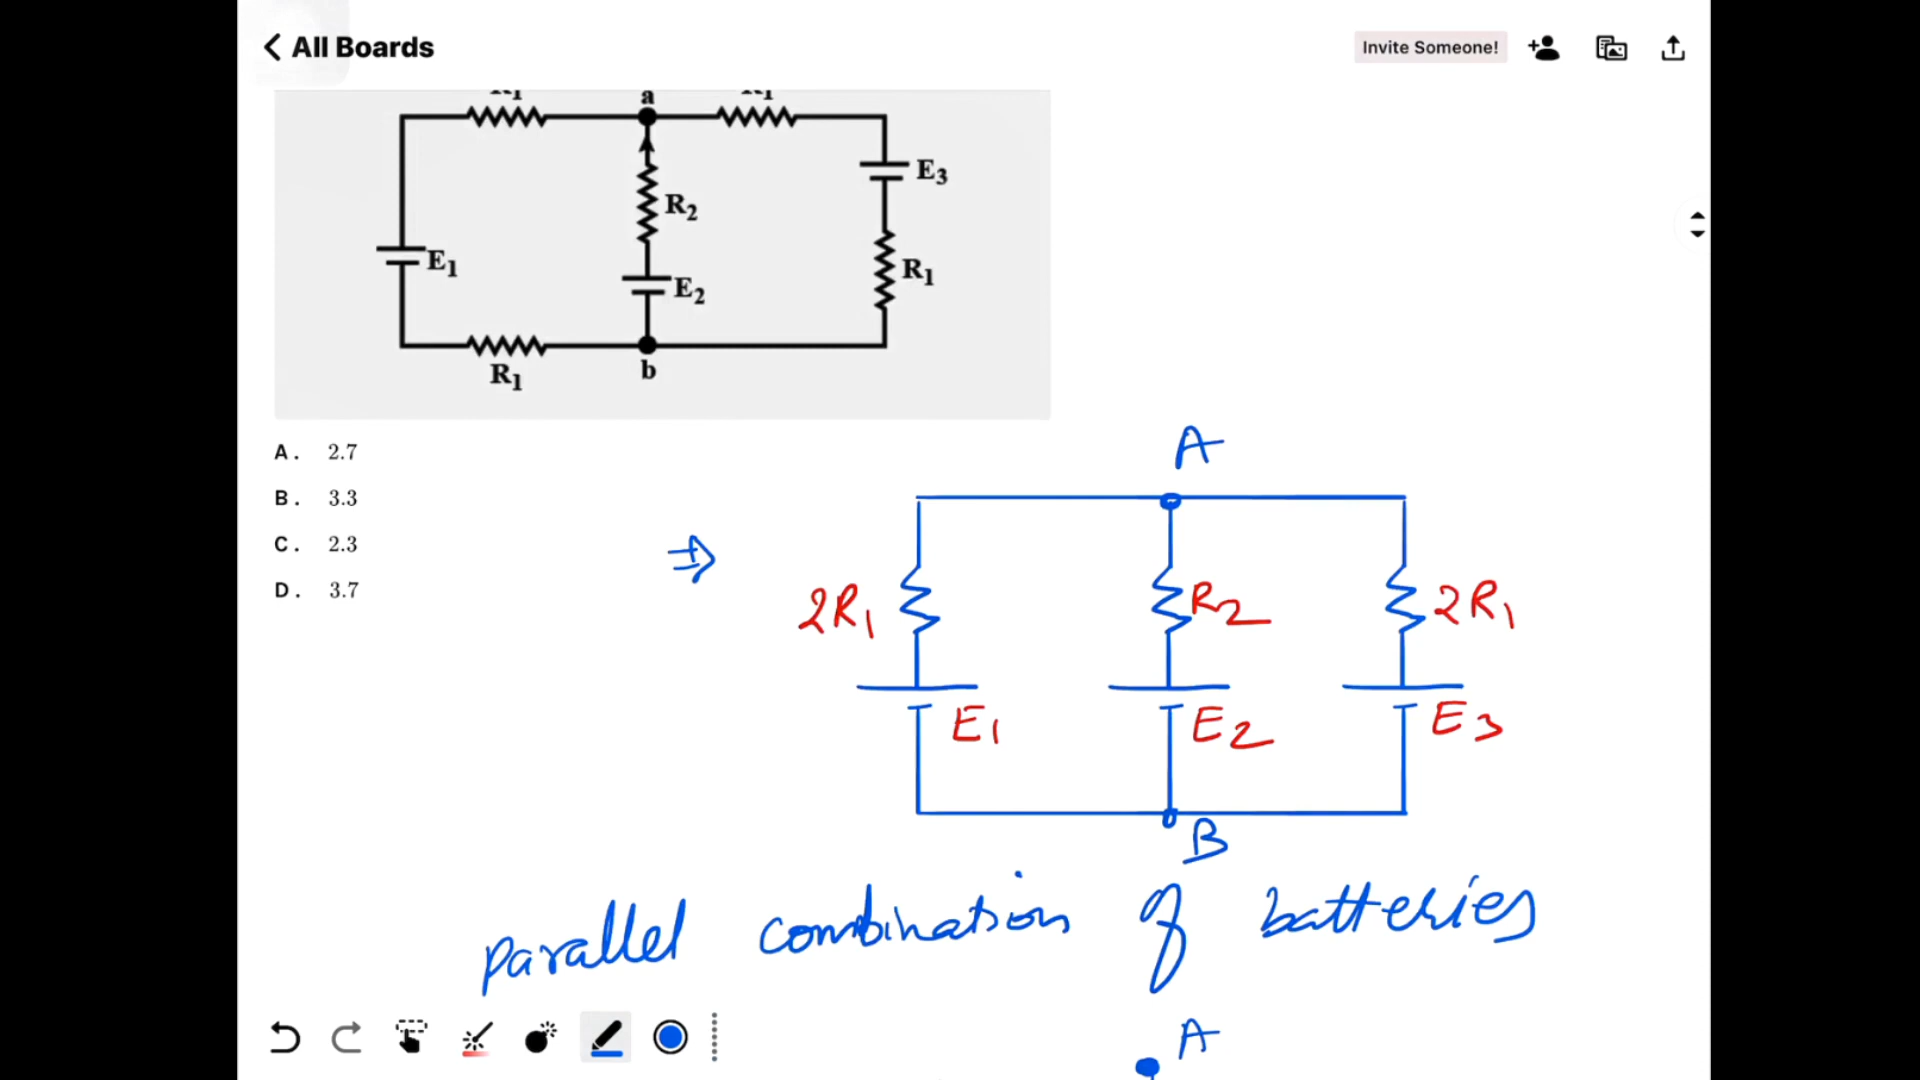 All Boards
Invite Someone!
a
E3
R2
R1
E1
E2
R1
b
A. 2.7
B. 3.3
C. 2.3
D. 3.7
A
2R1
R2
2R1
E1
E2
E3
B
parallel combination of batteries
A